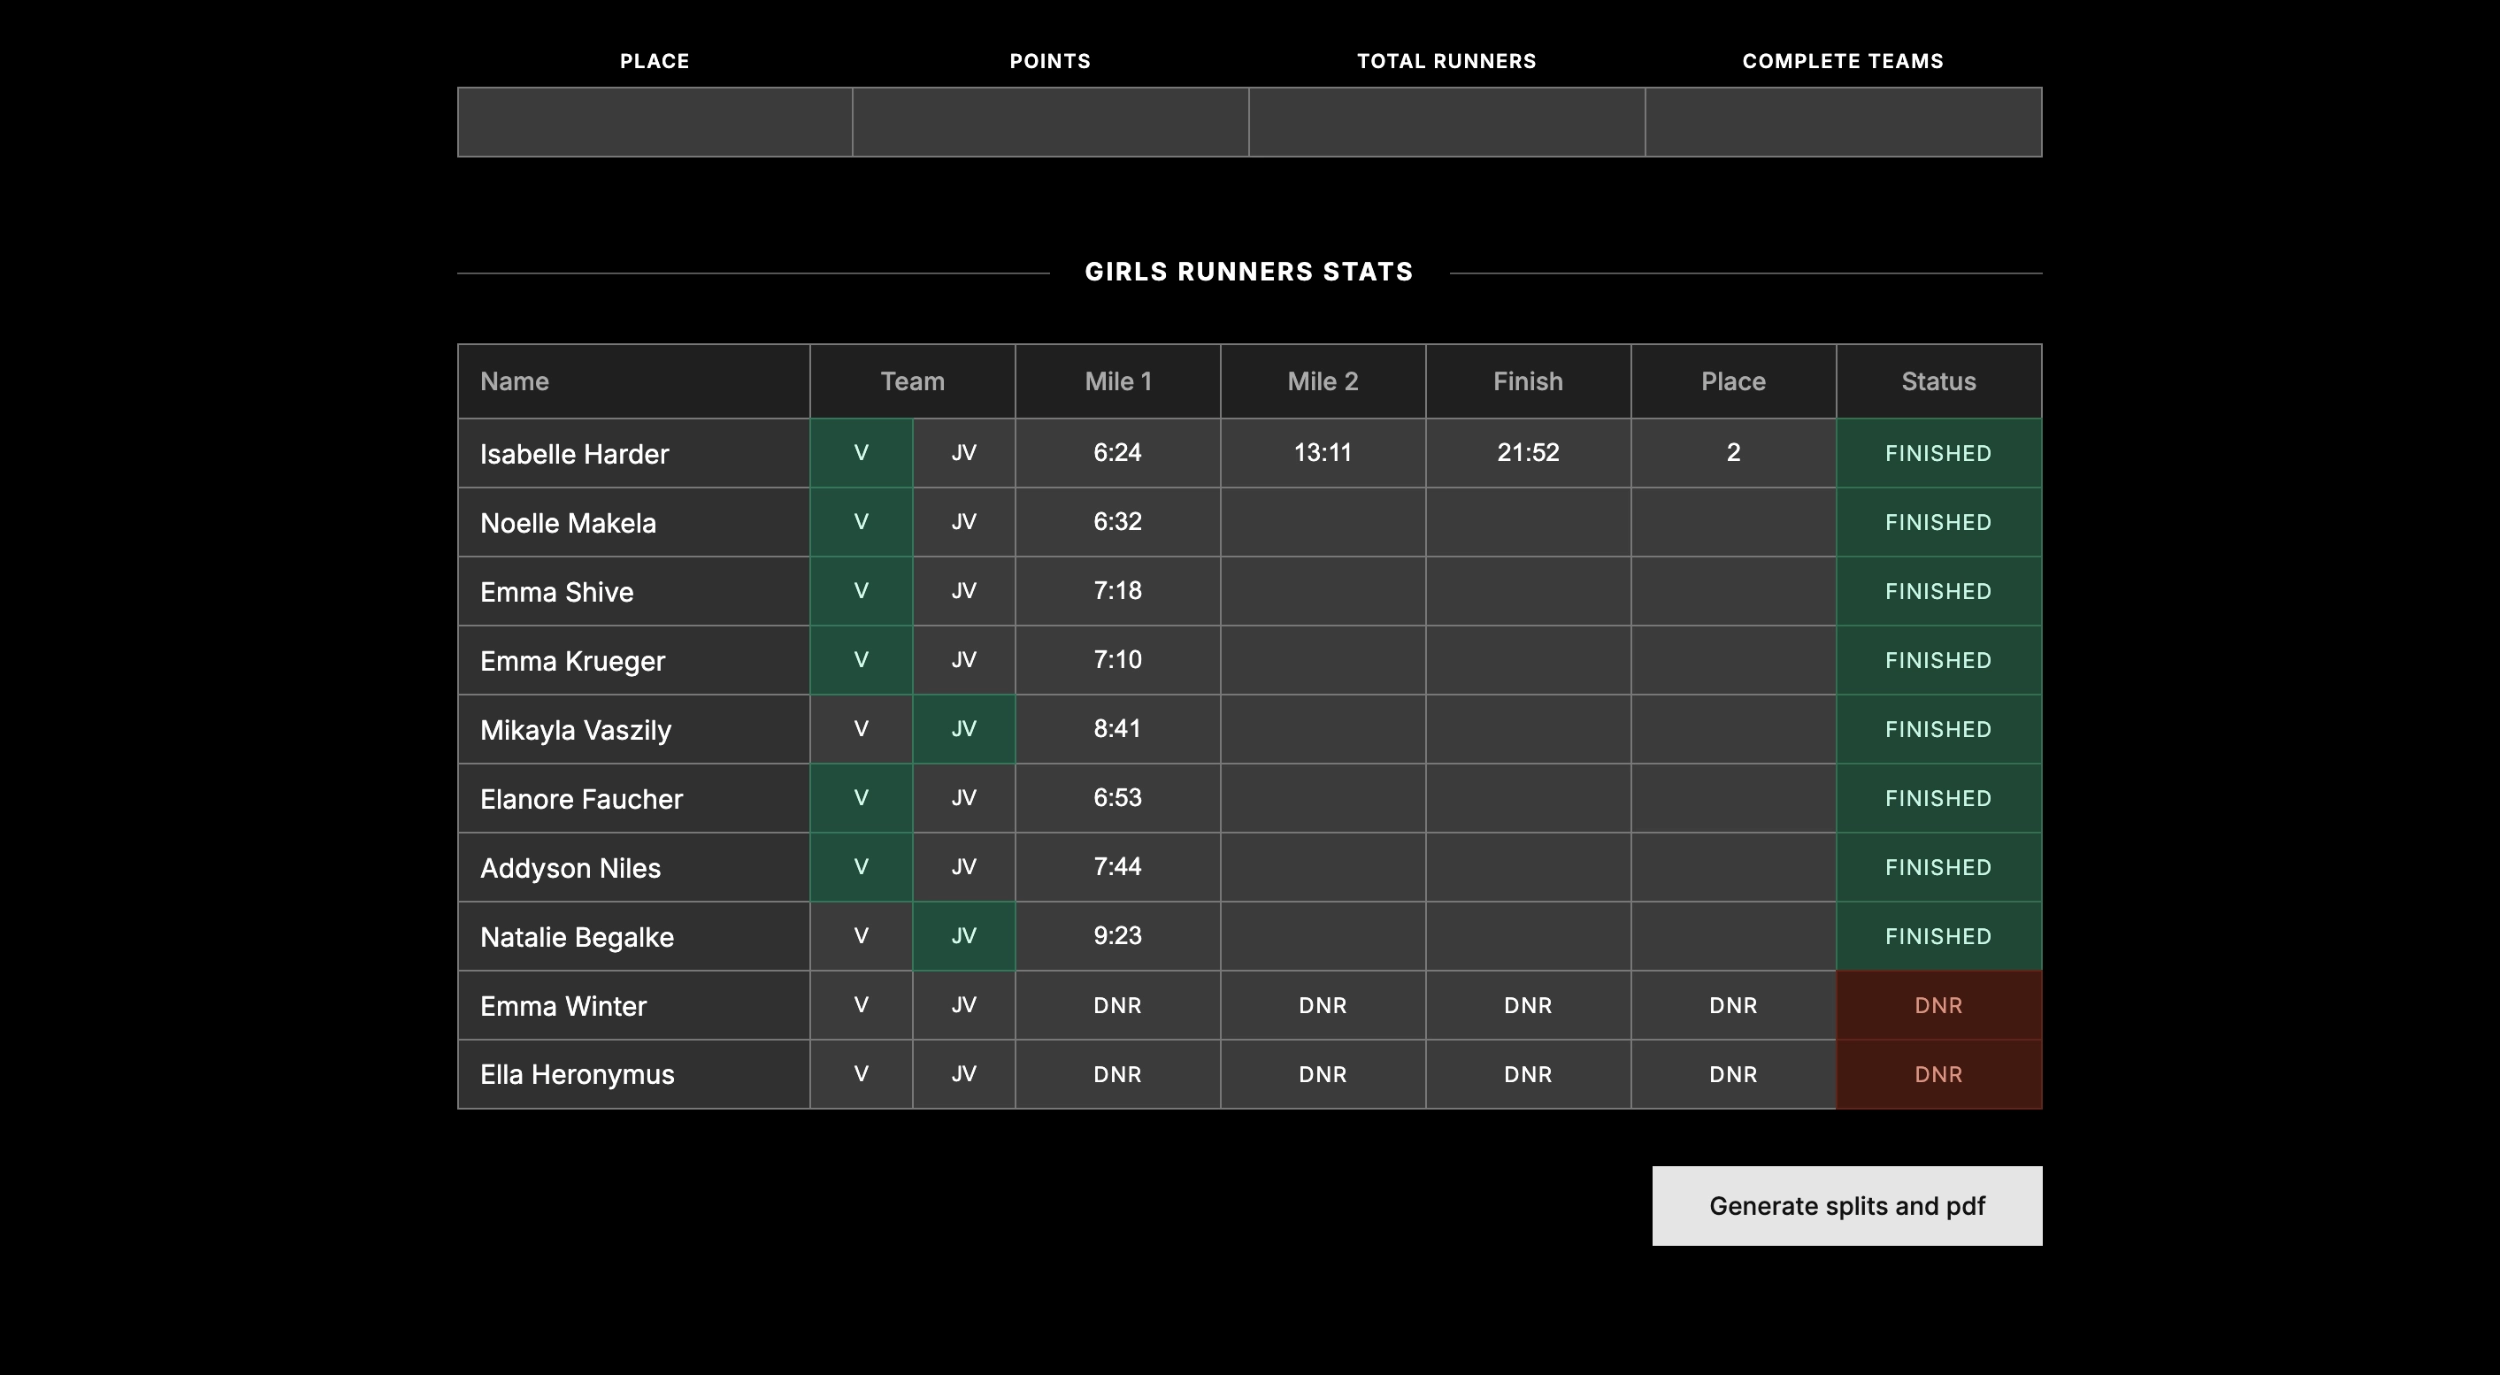 PLACE POINTS TOTAL RUNNERS COMPLETE TEAMS
GIRLS RUNNERS STATS
Name Team Mile 1 Mile 2 Finish Place Status
Isabelle Harder V JV 6:24 13:11 21:52 2 FINISHED
Noelle Makela V JV 6:32 FINISHED
Emma Shive V JV 7:18 FINISHED
Emma Krueger V JV 7:10 FINISHED
Mikayla Vaszily V JV 8:41 FINISHED
Elanore Faucher V JV 6:53 FINISHED
Addyson Niles V JV 7:44 FINISHED
Natalie Begalke V JV 9:23 FINISHED
Emma Winter V JV DNR DNR DNR DNR DNR
Ella Heronymus V JV DNR DNR DNR DNR DNR
Generate splits and pdf